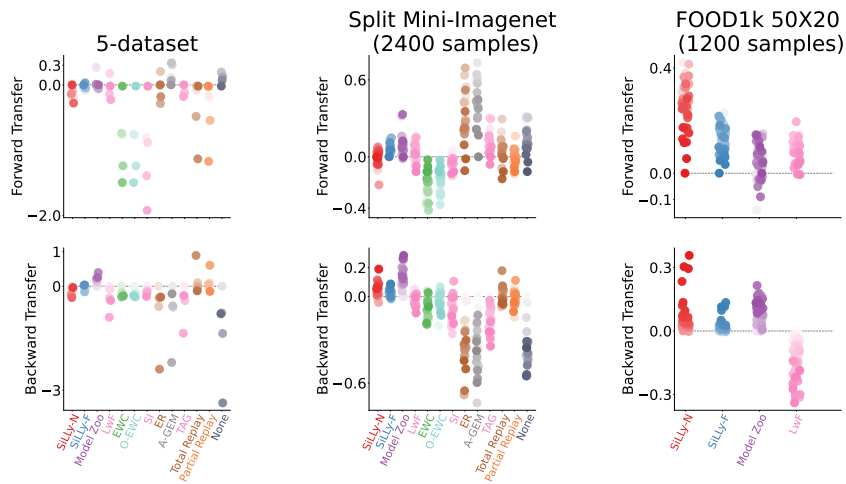 5-dataset
Split Mini-Imagenet
(2400 samples)
FOOD1k 50X20
(1200 samples)
Forward Transfer
0.3
0.0
−2.0
Forward Transfer
0.6
0.0
−0.4
Forward Transfer
0.4
0.0
−0.1
Backward Transfer
1
0
−3
Backward Transfer
0.2
0.0
−0.6
Backward Transfer
0.3
0.0
−0.3
SiLLy-N
SiLLy-F
Model Zoo
LwF
EWC
O-EWC
SI
ER
A-GEM
TAG
Total Replay
Partial Replay
None
SiLLy-N
SiLLy-F
Model Zoo
LwF
EWC
O-EWC
SI
ER
A-GEM
TAG
Total Replay
Partial Replay
None
SiLLy-N
SiLLy-F
Model Zoo
LwF